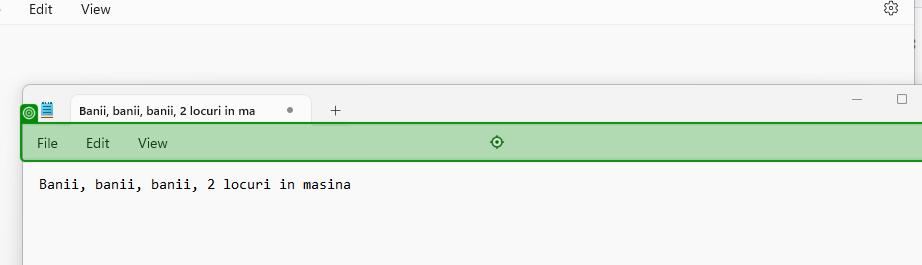 Edit View
Banii, banii, banii, 2 locuri in ma
File Edit View
Banii, banii, banii, 2 locuri in masina